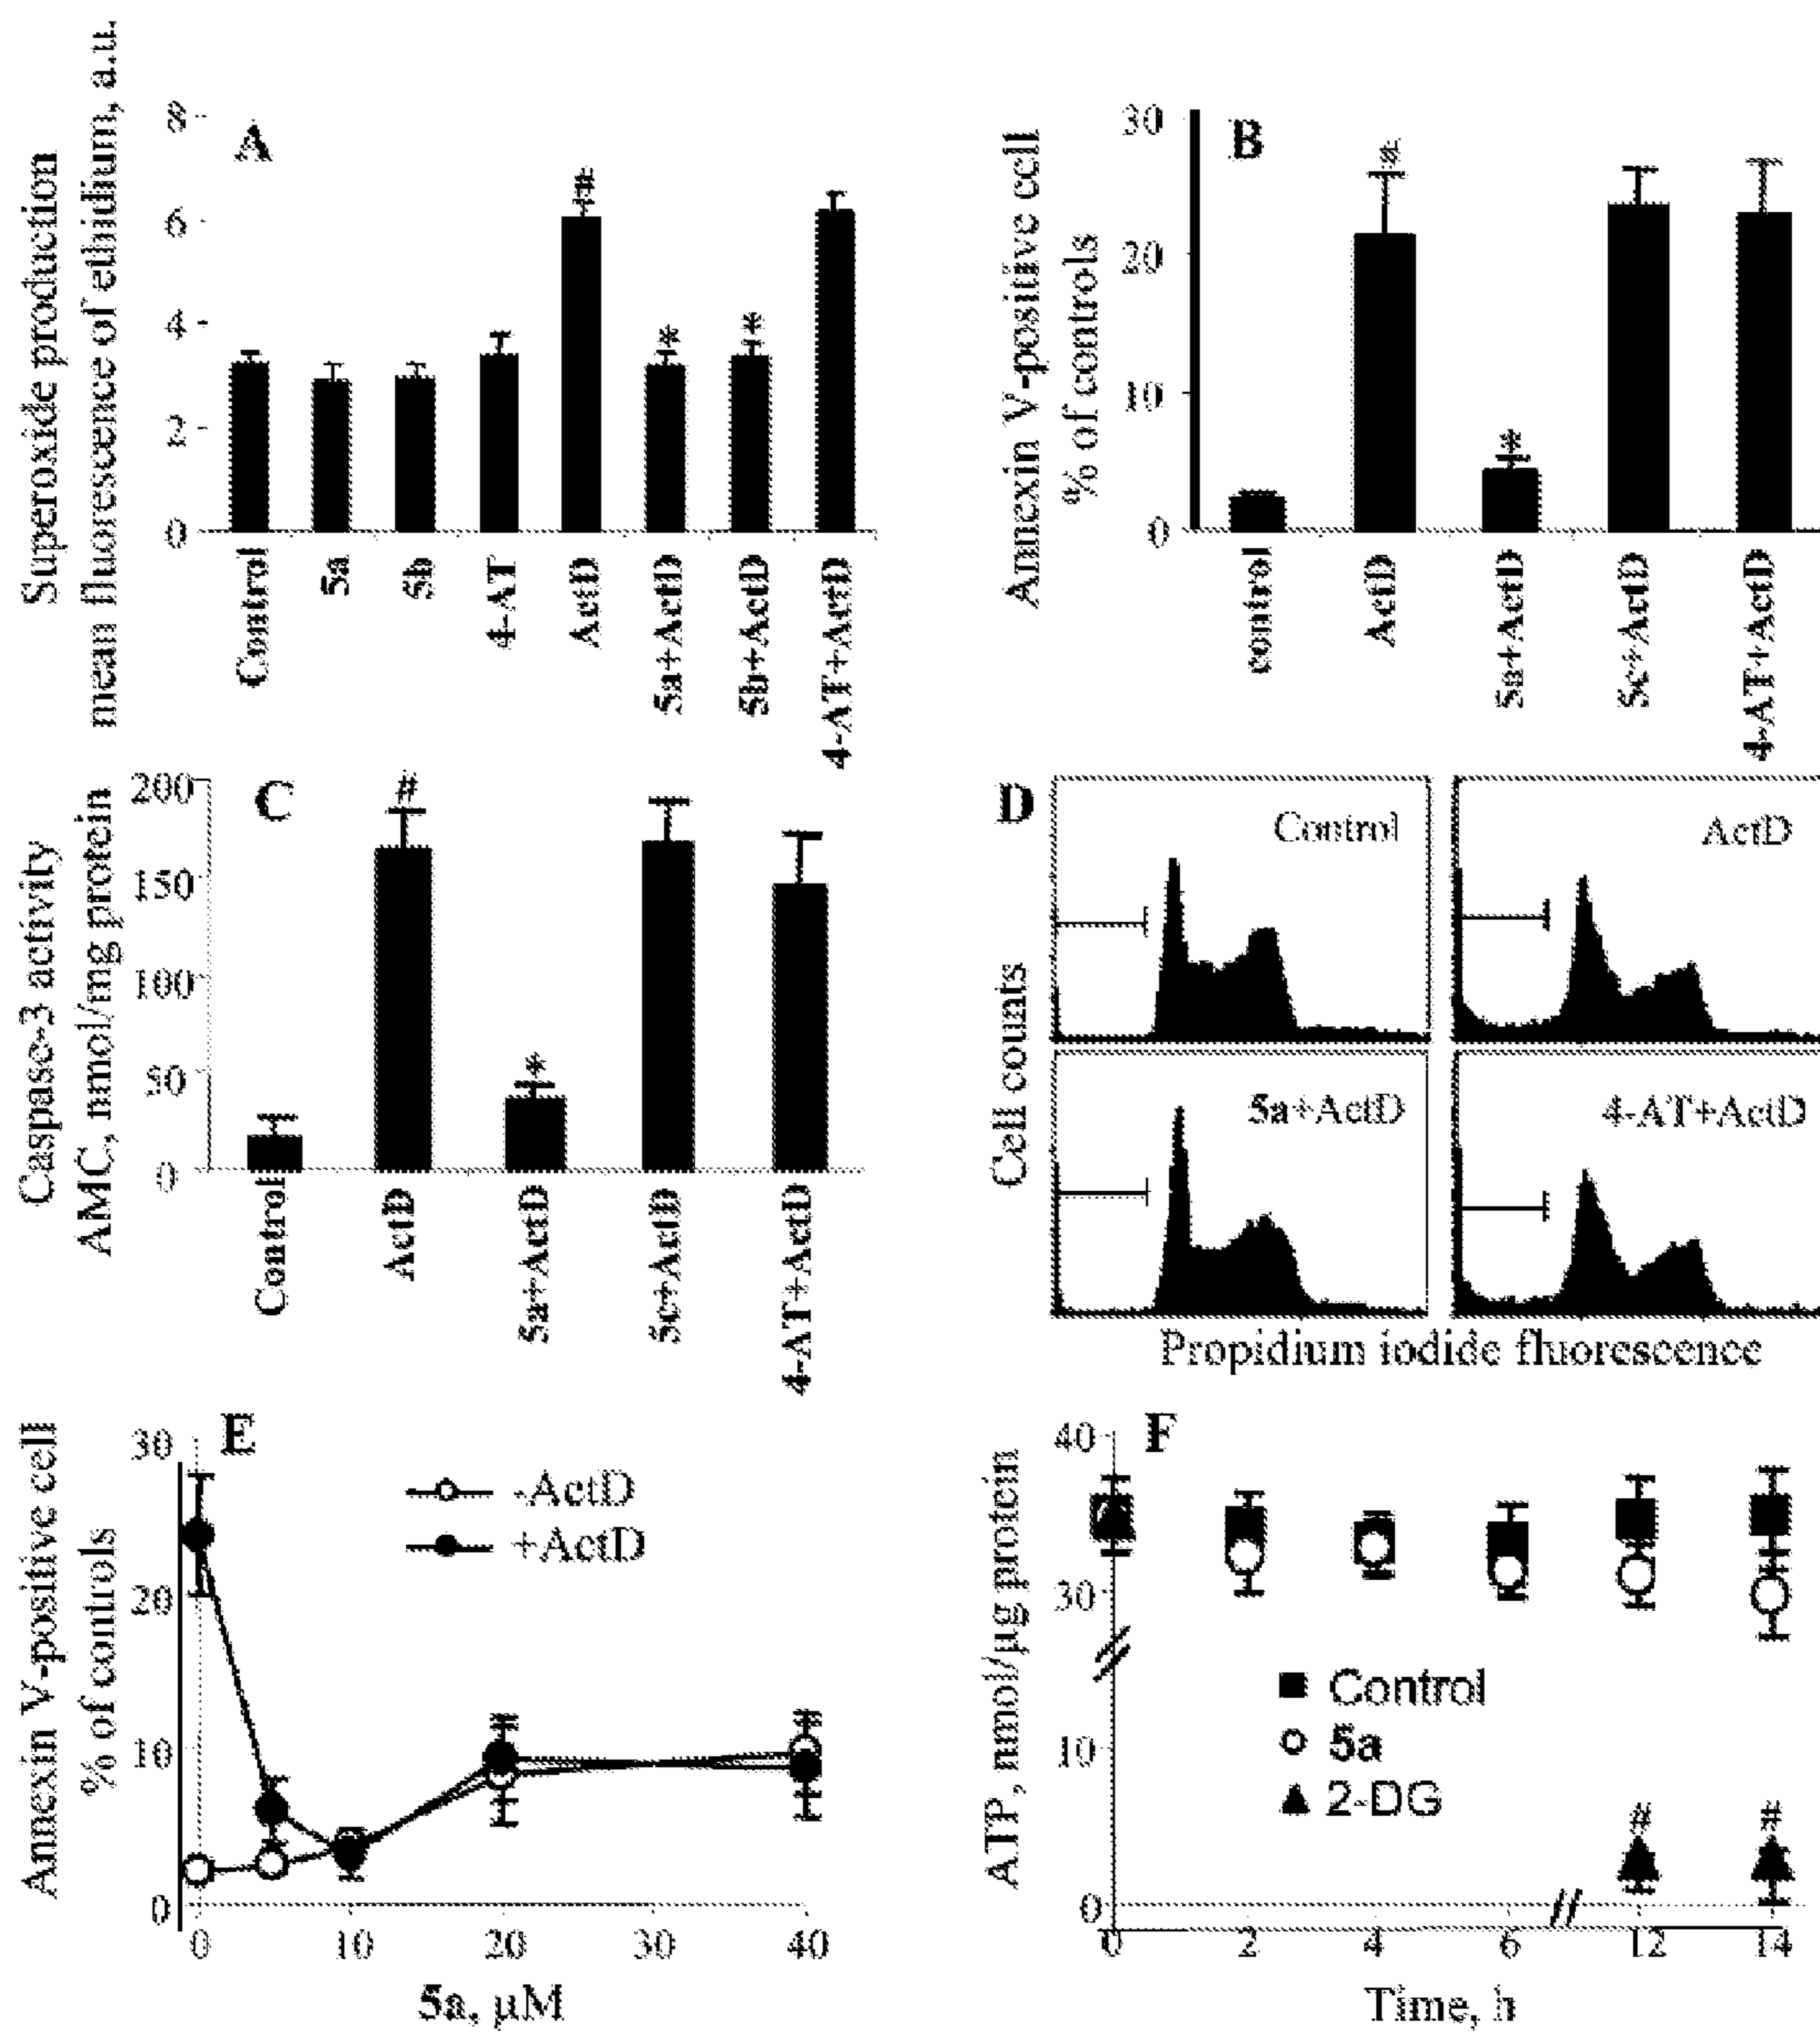 A
Superoxide production
mean fluorescence of ethidium, a.u.
8
6
4
2
0
#
*
*
Control
5a
5b
4-AT
ActD
5a+ActD
5b+ActD
4-AT+ActD
B
Annexin V-positive cell
% of controls
30
20
10
0
#
*
control
ActD
5a+ActD
5c+ActD
4-AT+ActD
C
Caspase-3 activity
AMC, nmol/mg protein
200
150
100
50
0
#
*
Control
ActD
5a+ActD
5c+ActD
4-AT+ActD
D
Cell counts
Control
ActD
5a+ActD
4-AT+ActD
Propidium iodide fluorescence
E
Annexin V-positive cell
% of controls
30
20
10
0
-ActD
+ActD
#
#
0 10 20 30 40
5a, μM
F
ATP, nmol/μg protein
40
30
10
0
Control
5a
2-DG
# #
0 2 4 6 12 14
Time, h